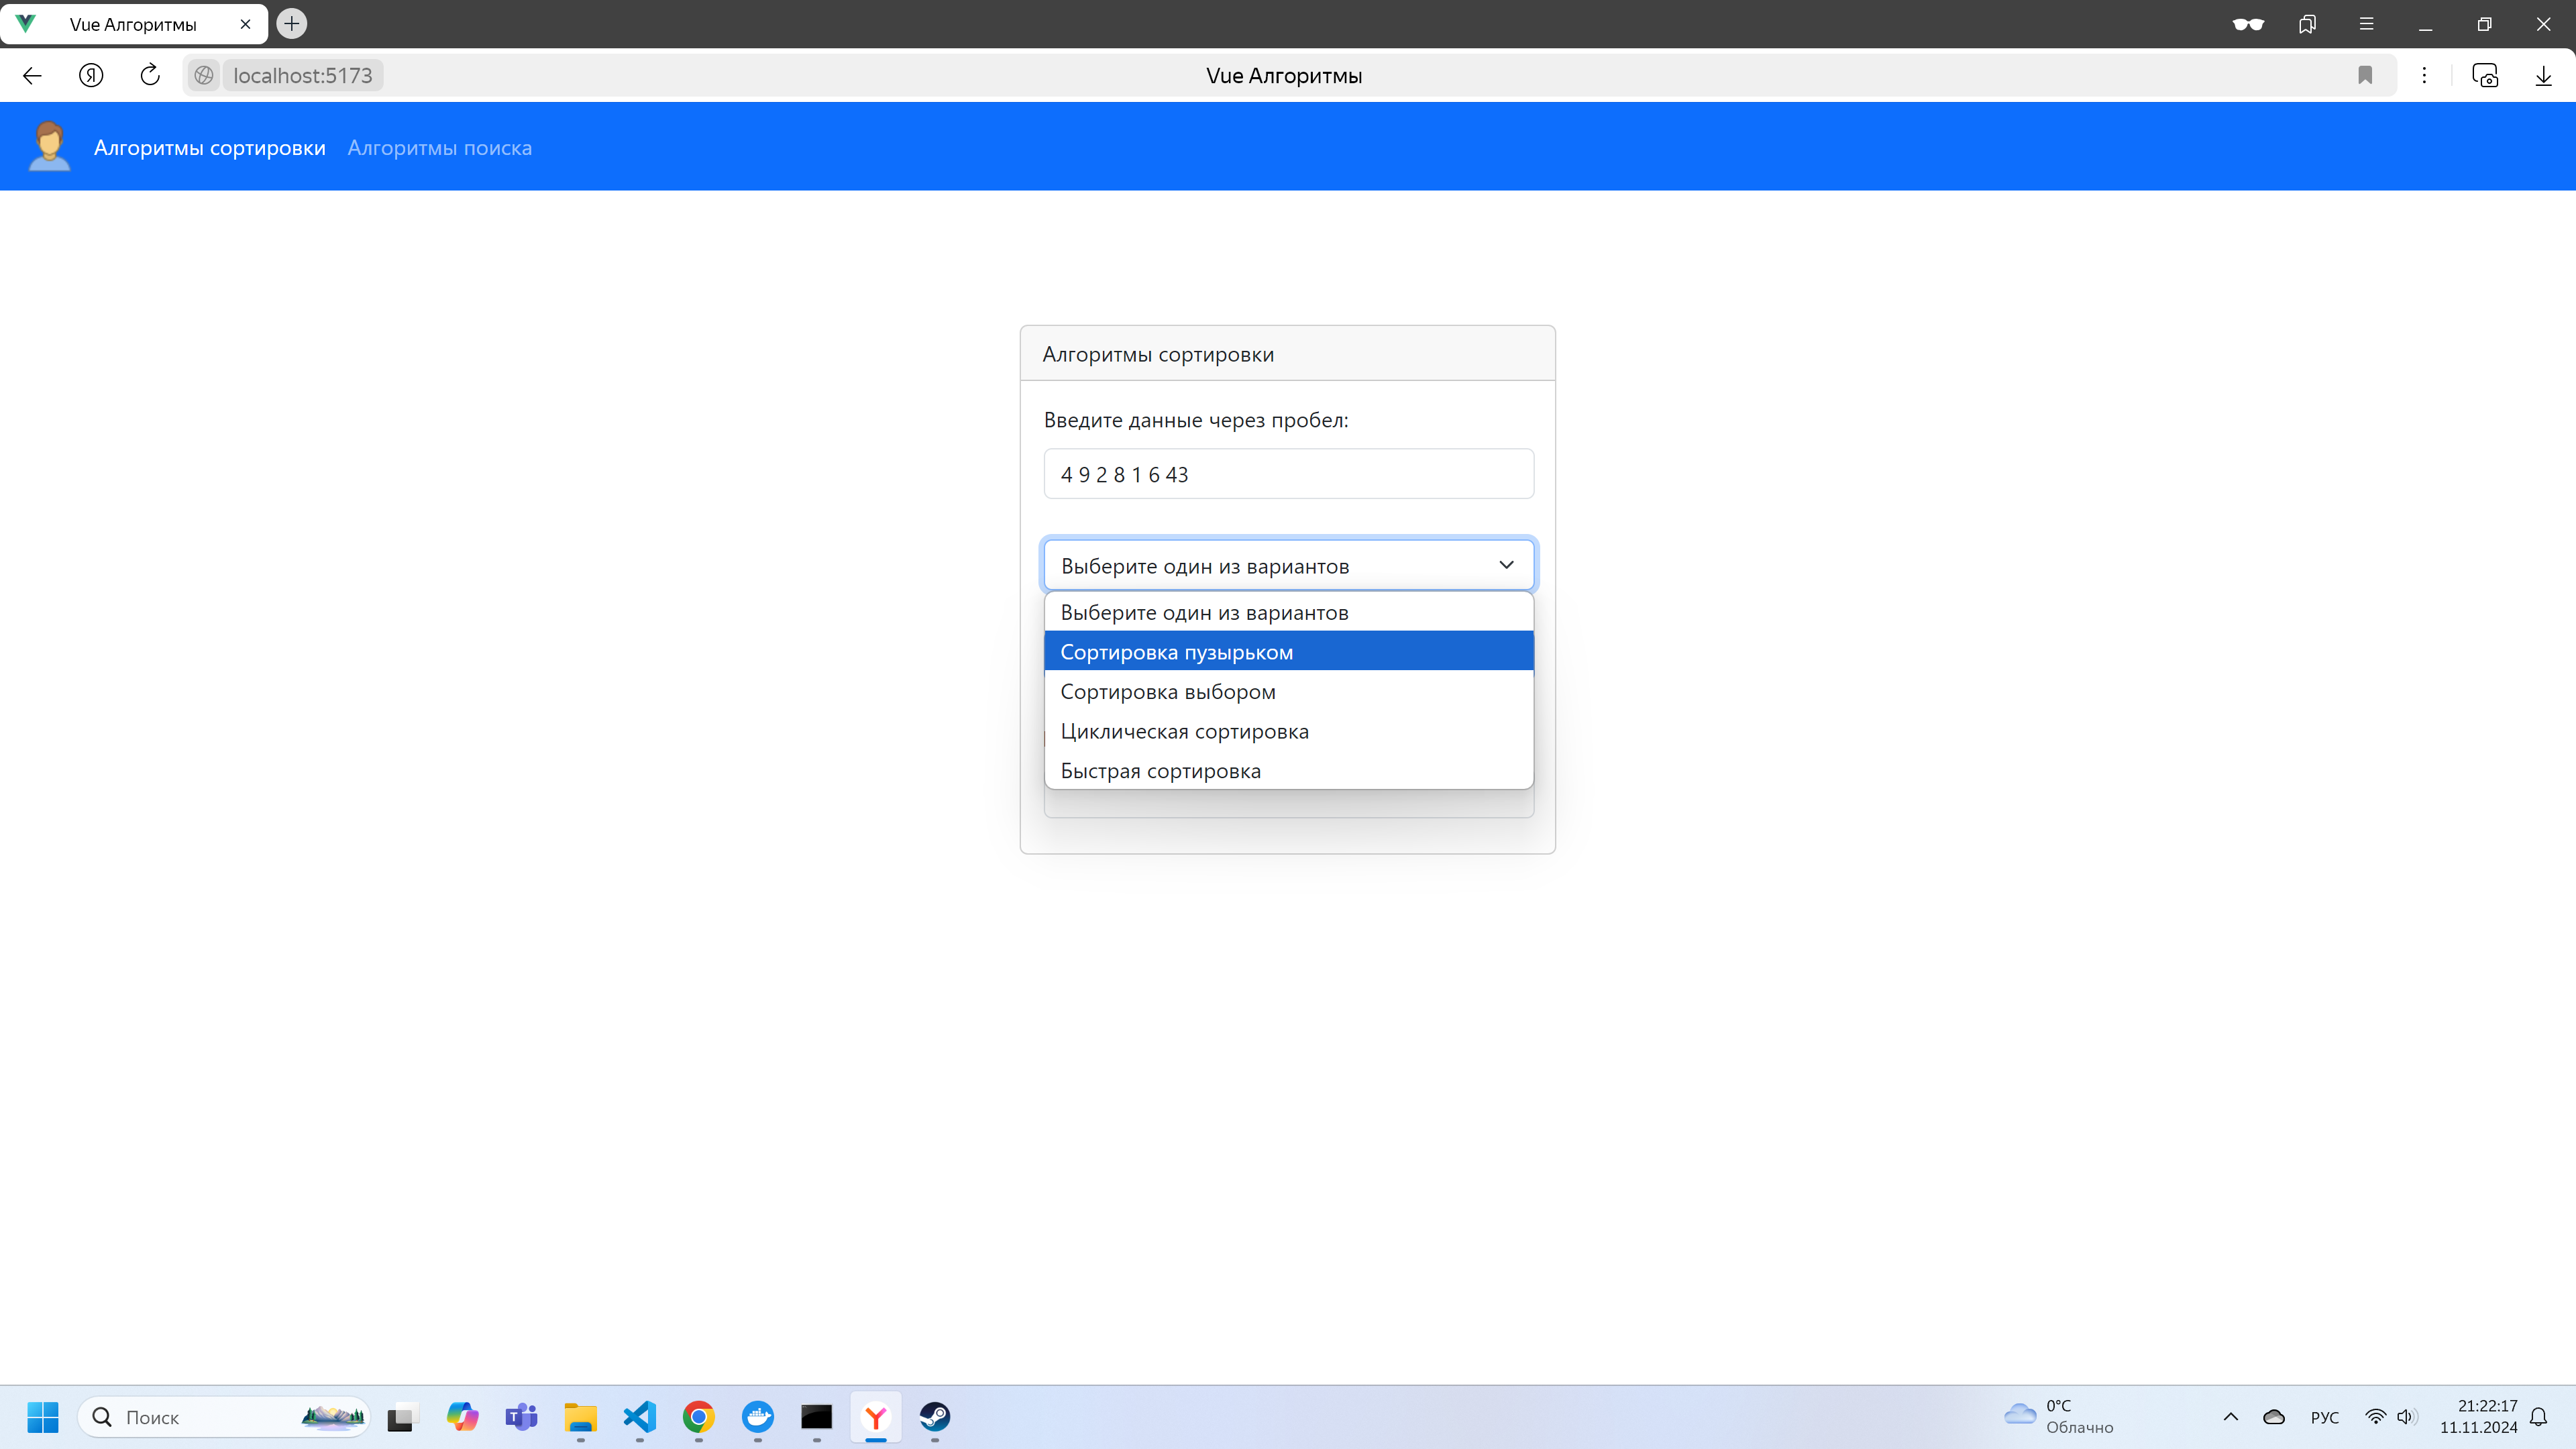 Vue Алгоритмы
localhost:5173
Vue Алгоритмы
Алгоритмы сортировки
Алгоритмы поиска
Алгоритмы сортировки
Введите данные через пробел:
4 9 2 8 1 6 43
Выберите один из вариантов
Выберите один из вариантов
Сортировка пузырьком
Сортировка выбором
Циклическая сортировка
Быстрая сортировка
Поиск
0°C
Облачно
РУС
21:22:17
11.11.2024